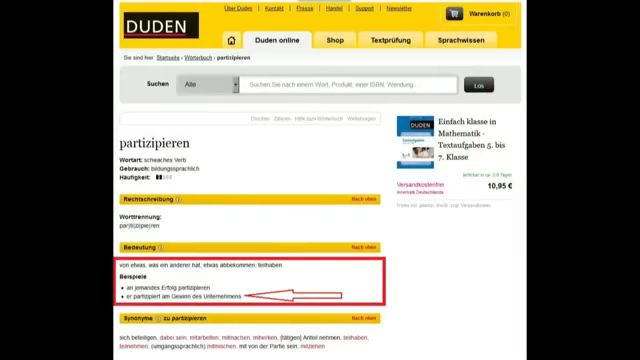 Über Duden Kontakt Presse Handel Support Newsletter
DUDEN
Warenkorb (0)
Duden online Shop Textprüfung Sprachwissen
Sie sind hier: Startseite › Wörterbuch › partizipieren
Suchen Alle Suchen Sie nach einem Wort, Produkt, einer ISBN, Wendung. Los
partizipieren
Wortart: schwaches Verb
Gebrauch: bildungssprachlich
Häufigkeit:
Rechtschreibung Nach oben
Worttrennung:
par|ti|zi|pie|ren
Bedeutung Nach oben
von etwas, was ein anderer hat, etwas abbekommen; teilhaben
Beispiele
an jemandes Erfolg partizipieren
er partizipiert am Gewinn des Unternehmens
Synonyme zu partizipieren Nach oben
sich beteiligen, dabei sein, mitarbeiten, mitmachen, mitwirken, [tätigen] Anteil nehmen, teilhaben,
teilnehmen; (umgangssprachlich) mitmischen, mit von der Partie sein, mitziehen
DUDEN
Einfach klasse in
Mathematik -
Textaufgaben 5. bis
7. Klasse
Versandkostenfrei
innerhalb Deutschlands
10,95 €